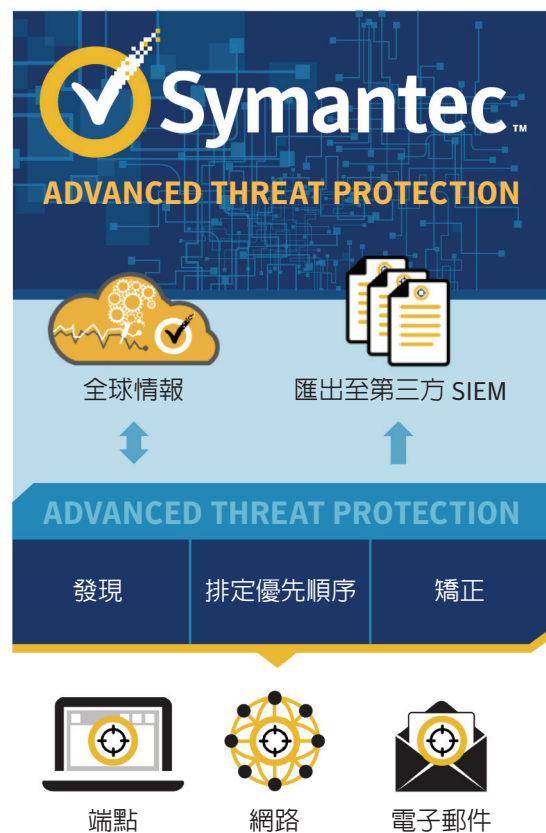 Symantec™
ADVANCED THREAT PROTECTION
全球情報
匯出至第三方 SIEM
ADVANCED THREAT PROTECTION
發現
排定優先順序
矯正
端點
網路
電子郵件